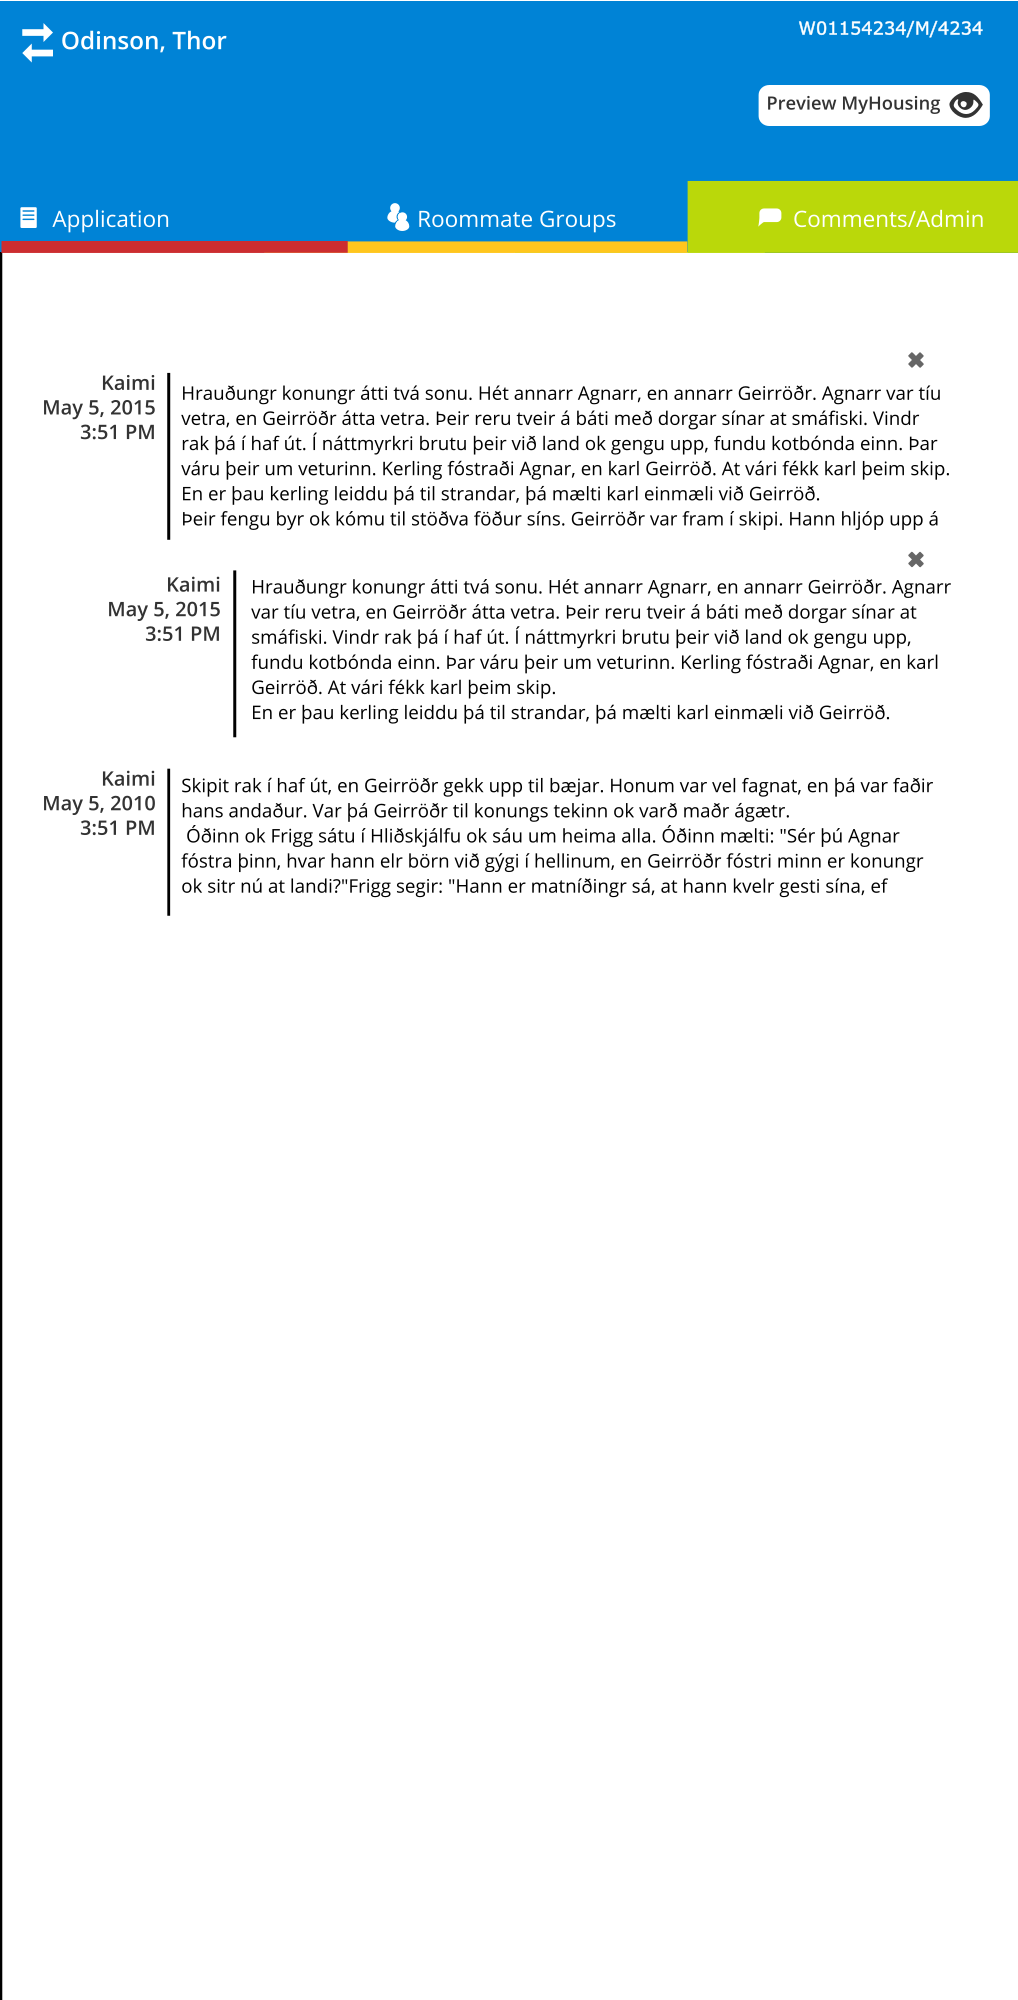 Odinson, Thor
W01154234/M/4234
Preview MyHousing
Application
Roommate Groups
Comments/Admin
Kaimi
May 5, 2015
3:51 PM
Hrauðungr konungr átti tvá sonu. Hét annarr Agnarr, en annarr Geirröðr. Agnarr var tíu
vetra, en Geirröðr átta vetra. Þeir reru tveir á báti með dorgar sínar at smáfiski. Vindr
rak þá í haf út. Í náttmyrkri brutu þeir við land ok gengu upp, fundu kotbónda einn. Þar
váru þeir um veturinn. Kerling fóstraði Agnar, en karl Geirröð. At vári fékk karl þeim skip.
En er þau kerling leiddu þá til strandar, þá mælti karl einmæli við Geirröð.
Þeir fengu byr ok kómu til stöðva föður síns. Geirröðr var fram í skipi. Hann hljóp upp á
Kaimi
May 5, 2015
3:51 PM
Hrauðungr konungr átti tvá sonu. Hét annarr Agnarr, en annarr Geirröðr. Agnarr
var tíu vetra, en Geirröðr átta vetra. Þeir reru tveir á báti með dorgar sínar at
smáfiski. Vindr rak þá í haf út. Í náttmyrkri brutu þeir við land ok gengu upp,
fundu kotbónda einn. Þar váru þeir um veturinn. Kerling fóstraði Agnar, en karl
Geirröð. At vári fékk karl þeim skip.
En er þau kerling leiddu þá til strandar, þá mælti karl einmæli við Geirröð.
Kaimi
May 5, 2010
3:51 PM
Skipit rak í haf út, en Geirröðr gekk upp til bæjar. Honum var vel fagnat, en þá var faðir
hans andaður. Var þá Geirröðr til konungs tekinn ok varð maðr ágætr.
Óðinn ok Frigg sátu í Hliðskjálfu ok sáu um heima alla. Óðinn mælti: "Sér þú Agnar
fóstra þinn, hvar hann elr börn við gýgi í hellinum, en Geirröðr fóstri minn er konungr
ok sitr nú at landi?"Frigg segir: "Hann er matníðingr sá, at hann kvelr gesti sína, ef